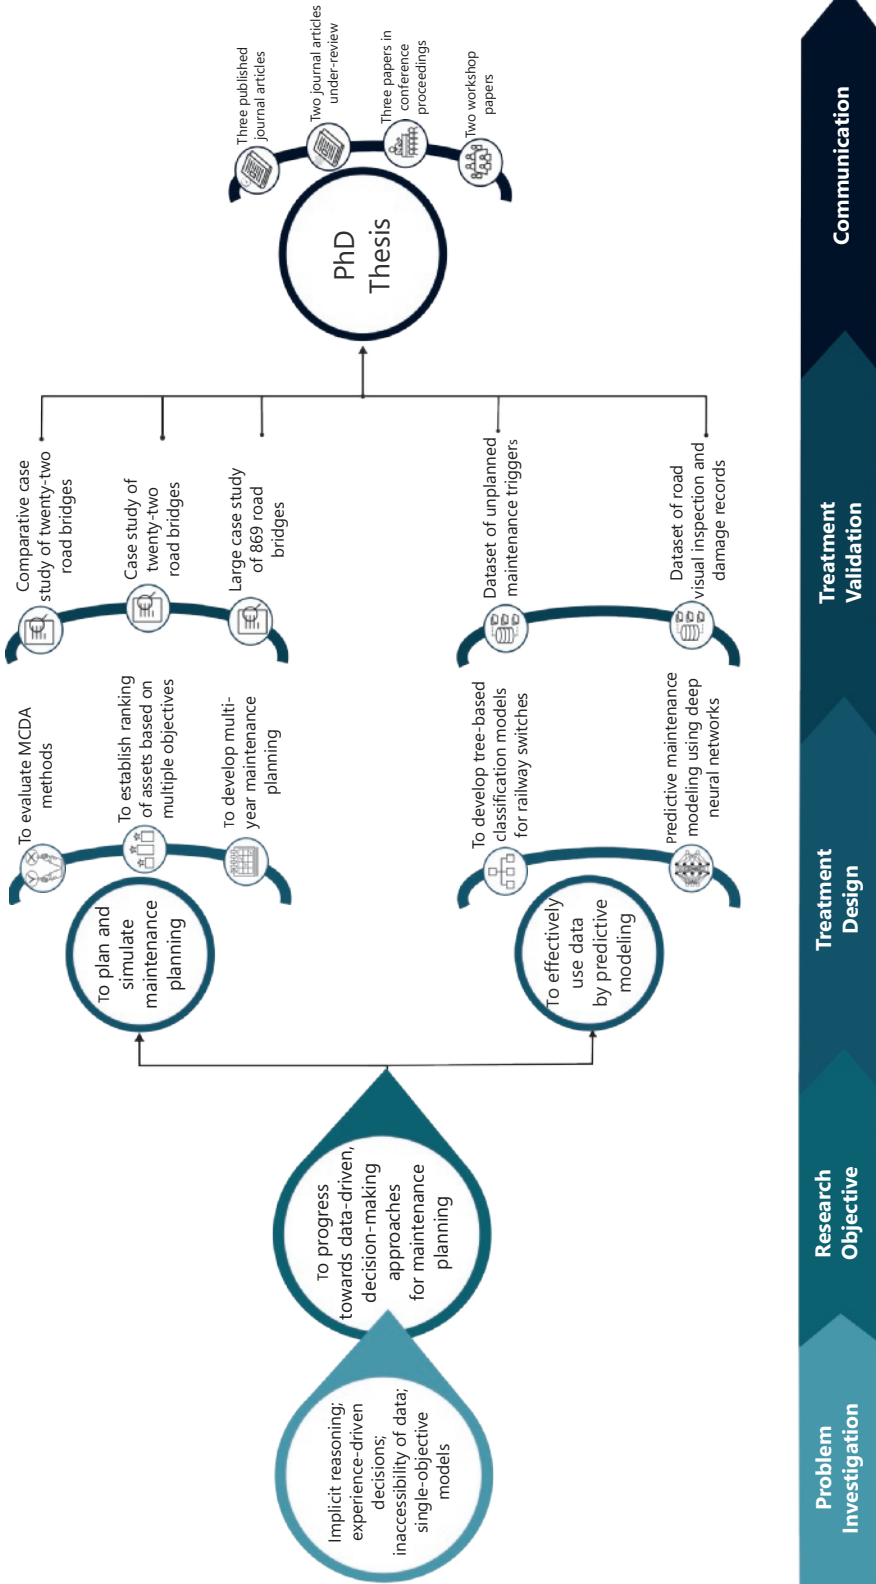 Implicit reasoning;
experience-driven
decisions;
inaccessibility of data;
single-objective
models
To progress
towards data-driven,
decision-making
approaches
for maintenance
planning
To plan and
simulate
maintenance
planning
To evaluate MCDA
methods
To establish ranking
of assets based on
multiple objectives
To develop multi-
year maintenance
planning
Comparative case
study of twenty-two
road bridges
Case study of
twenty-two
road bridges
Large case study
of 869 road
bridges
To effectively
use data
by predictive
modeling
To develop tree-based
classification models
for railway switches
Predictive maintenance
modeling using deep
neural networks
Dataset of unplanned
maintenance triggers
Dataset of road
visual inspection and
damage records
PhD
Thesis
Three published
journal articles
Two journal articles
under-review
Three papers in
conference
proceedings
Two workshop
papers
Problem
Investigation
Research
Objective
Treatment
Design
Treatment
Validation
Communication